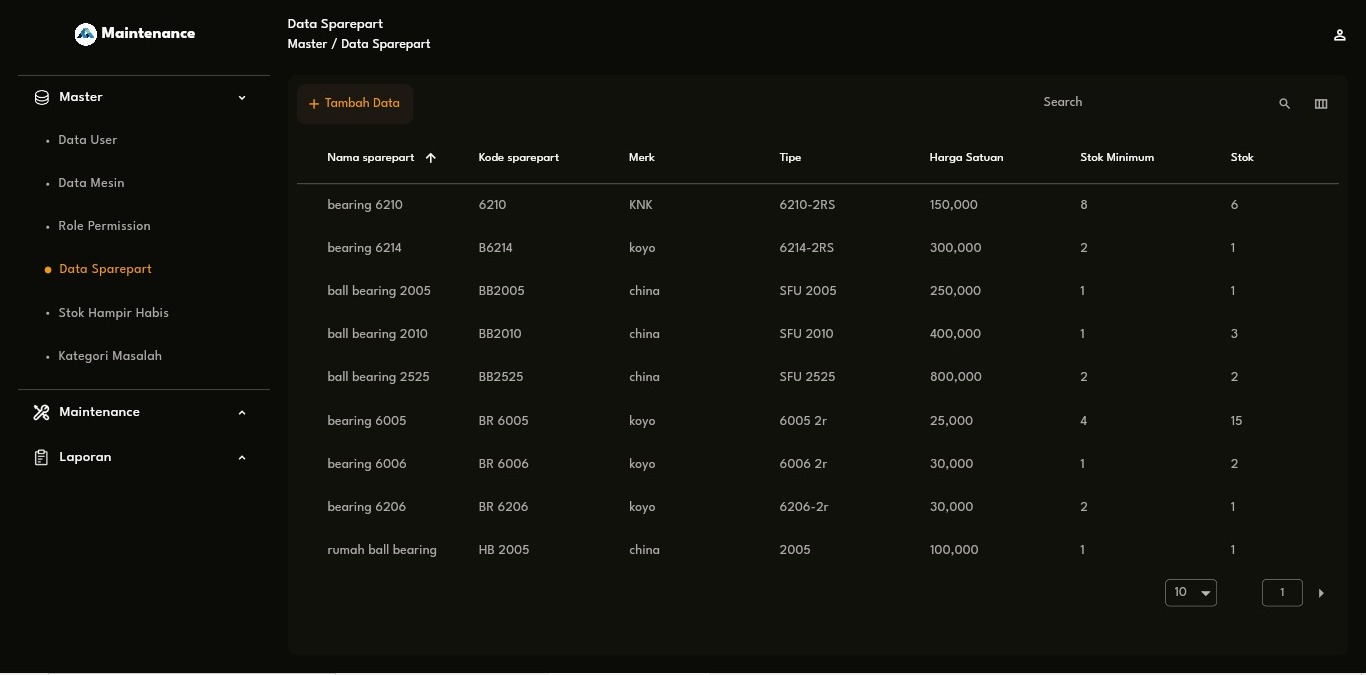 Maintenance
Data Sparepart
Master / Data Sparepart
Master
Data User
Data Mesin
Role Permission
Data Sparepart
Stok Hampir Habis
Kategori Masalah
Maintenance
Laporan
+ Tambah Data
Search
Nama sparepart Kode sparepart Merk Tipe Harga Satuan Stok Minimum Stok
bearing 6210 6210 KNK 6210-2RS 150,000 8 6
bearing 6214 B6214 koyo 6214-2RS 300,000 2 1
ball bearing 2005 BB2005 china SFU 2005 250,000 1 1
ball bearing 2010 BB2010 china SFU 2010 400,000 1 3
ball bearing 2525 BB2525 china SFU 2525 800,000 2 2
bearing 6005 BR 6005 koyo 6005 2r 25,000 4 15
bearing 6006 BR 6006 koyo 6006 2r 30,000 1 2
bearing 6206 BR 6206 koyo 6206-2r 30,000 2 1
rumah ball bearing HB 2005 china 2005 100,000 1 1
10 1